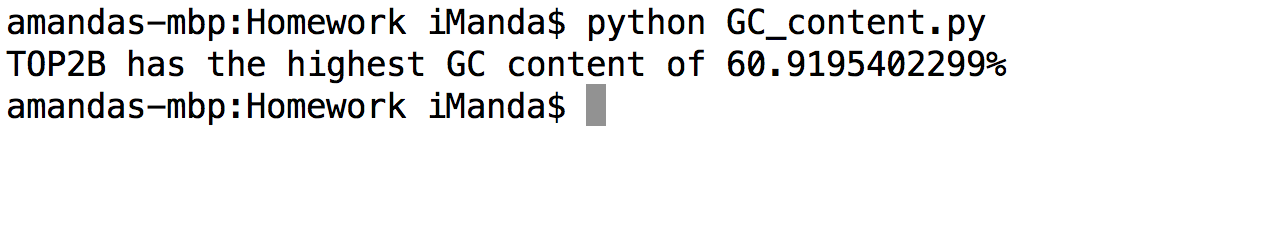 amandas-mbp:Homework iManda$ python GC_content.py
TOP2B has the highest GC content of 60.9195402299%
amandas-mbp:Homework iManda$